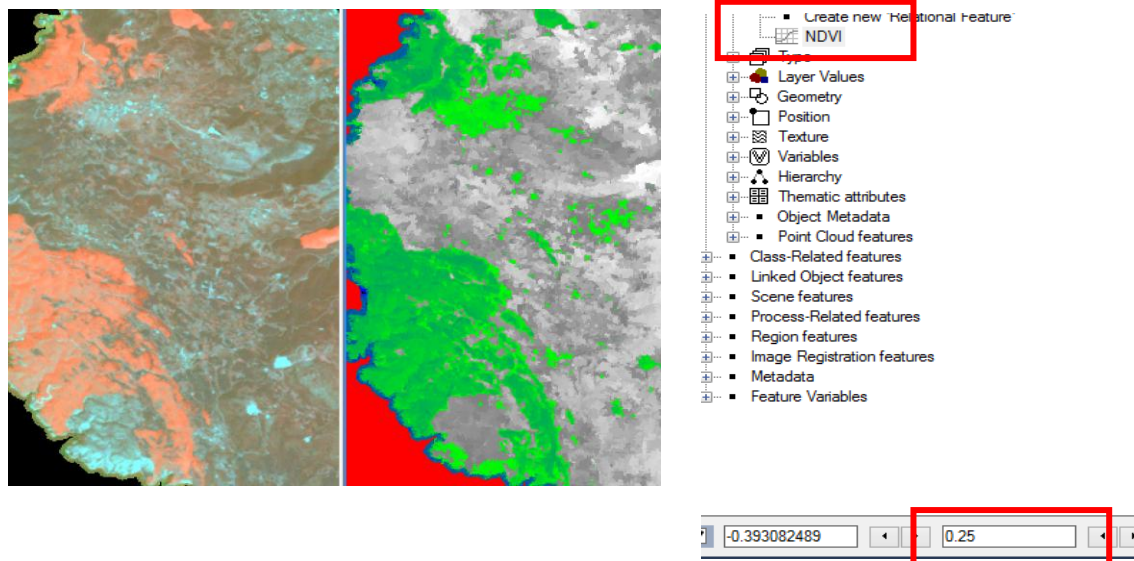 Create new 'Relational Feature'
NDVI
Type
Layer Values
Geometry
Position
Texture
Variables
Hierarchy
Thematic attributes
Object Metadata
Point Cloud features
Class-Related features
Linked Object features
Scene features
Process-Related features
Region features
Image Registration features
Metadata
Feature Variables
-0.393082489 0.25